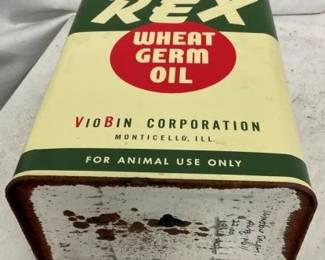 REX
WHEAT
GERM
OIL
VIOBIN CORPORATION
MONTICELLO, ILL.
FOR ANIMAL USE ONLY